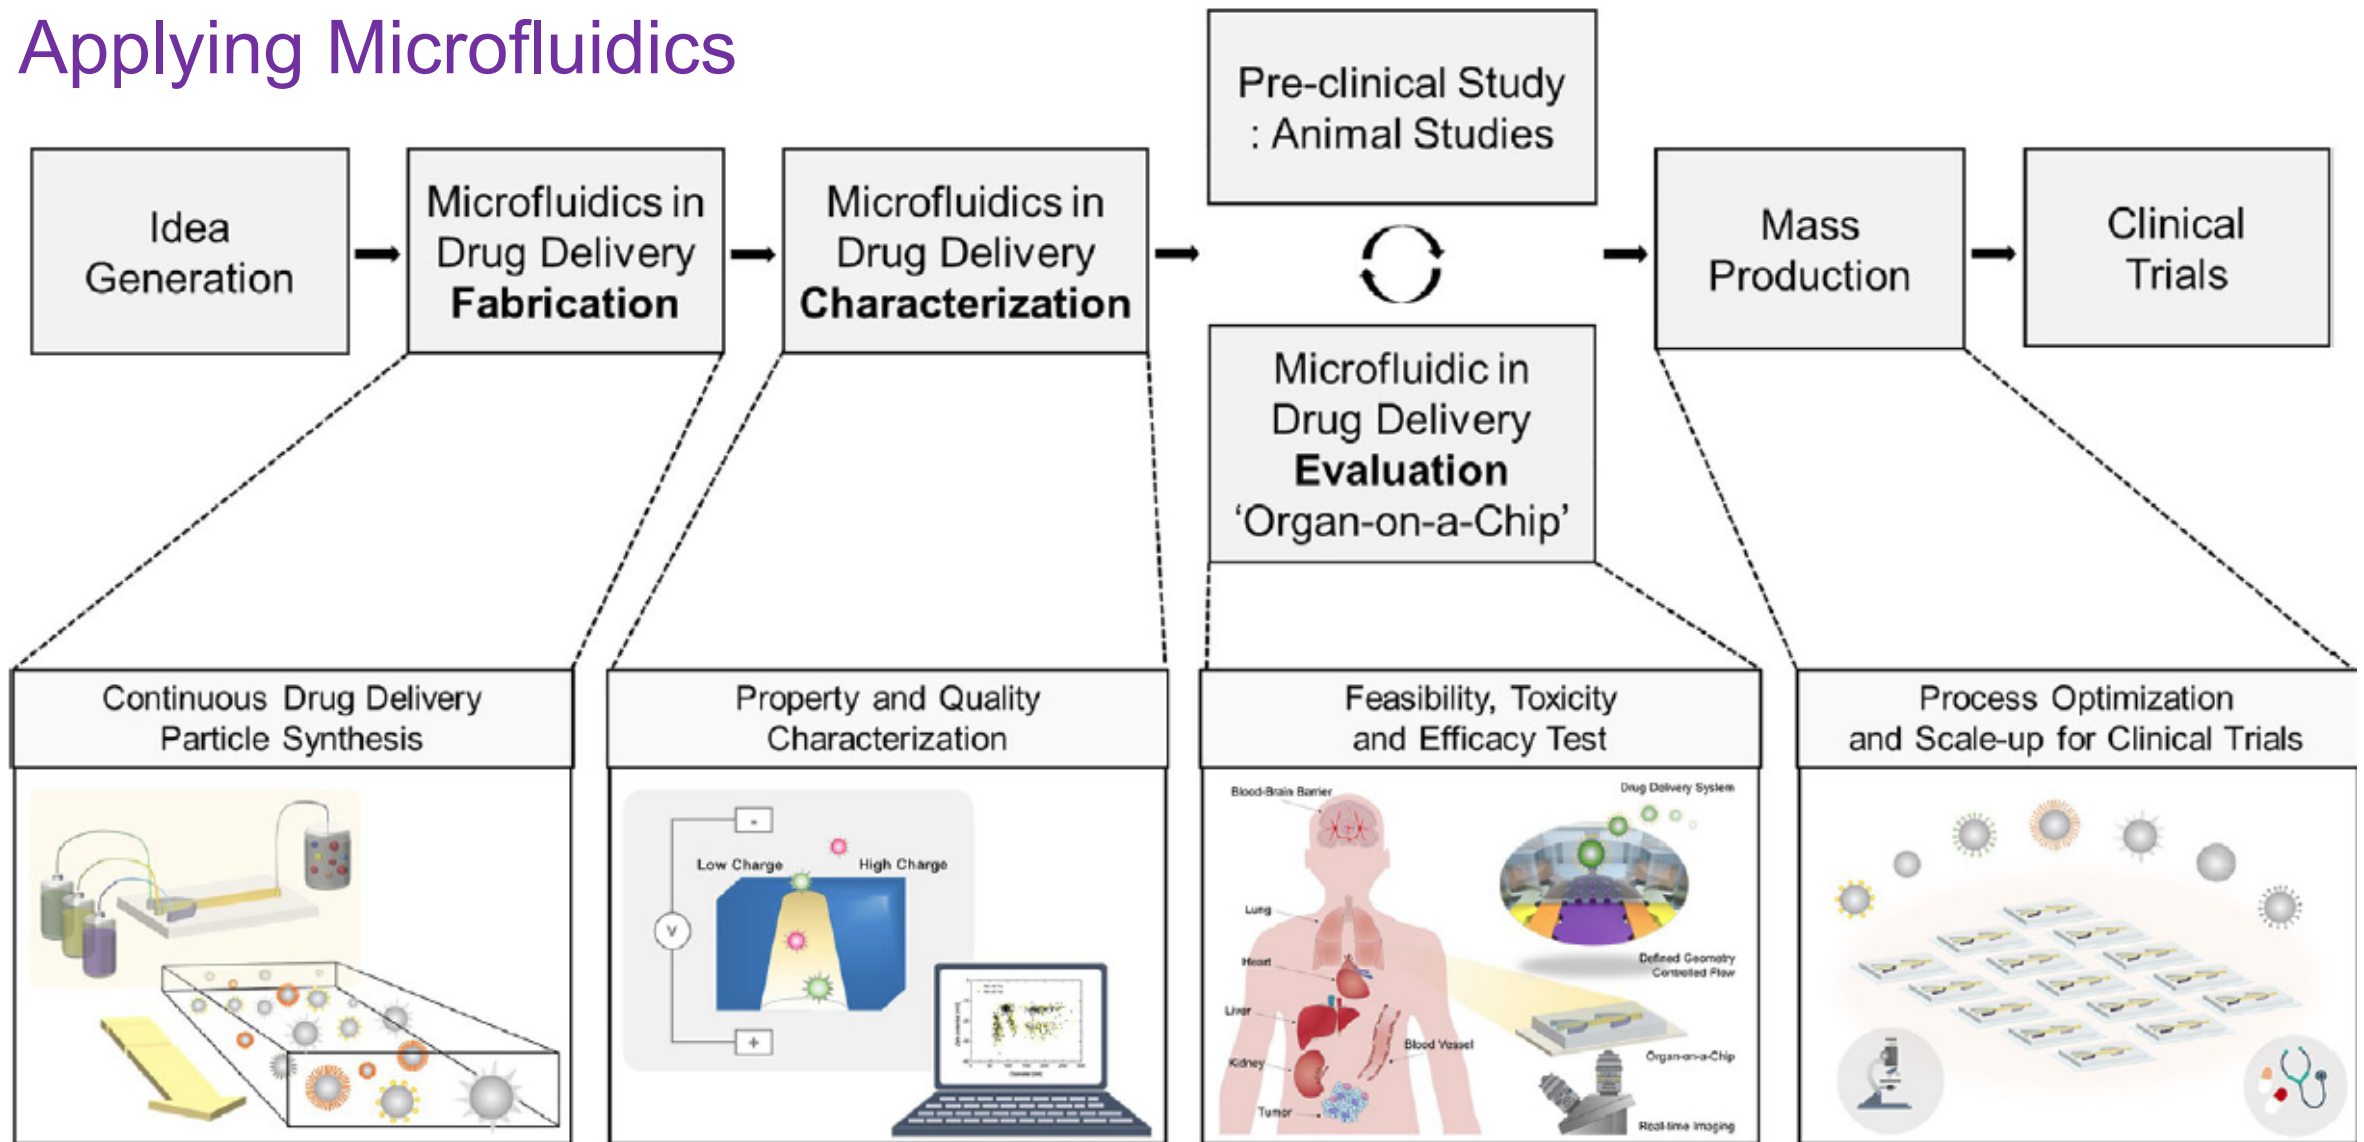 Applying Microfluidics
Idea
Generation
Microfluidics in
Drug Delivery
Fabrication
Microfluidics in
Drug Delivery
Characterization
Pre-clinical Study
: Animal Studies
Microfluidic in
Drug Delivery
Evaluation
‘Organ-on-a-Chip’
Mass
Production
Clinical
Trials
Continuous Drug Delivery
Particle Synthesis
Property and Quality
Characterization
-
Low Charge
High Charge
V
+
Feasibility, Toxicity
and Efficacy Test
Blood-Brain Barrier
Lung
Heart
Liver
Kidney
Tumor
Blood Vessel
Drug Delivery System
Defined Geometry
Controlled Flow
Organ-on-a-Chip
Real-time Imaging
Process Optimization
and Scale-up for Clinical Trials